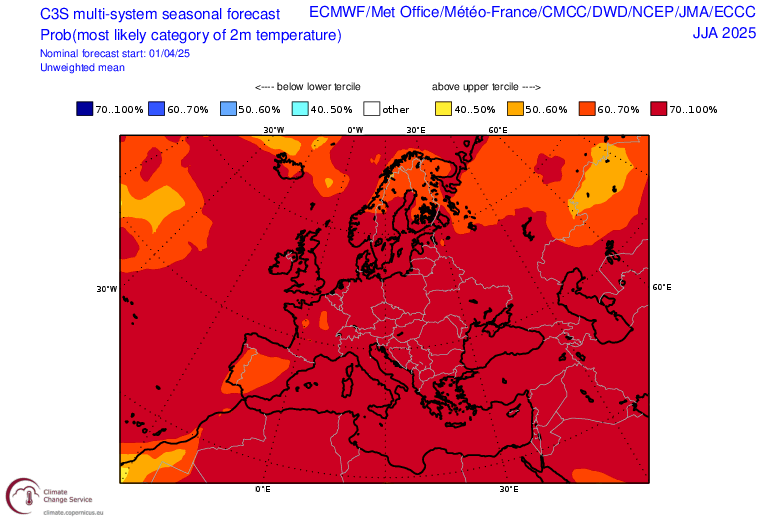 C3S multi-system seasonal forecast
ECMWF/Met Office/Météo-France/CMCC/DWD/NCEP/JMA/ECCC
Prob(most likely category of 2m temperature)
JJA 2025
Nominal forecast start: 01/04/25
Unweighted mean
<---- below lower tercile
above upper tercile ---->
70..100% 60..70% 50..60% 40..50% other 40..50% 50..60% 60..70% 70..100%
30°W 0°W 30°E 60°E
30°W
60°E
0°E 30°E
Climate
Change Service
climate.copernicus.eu